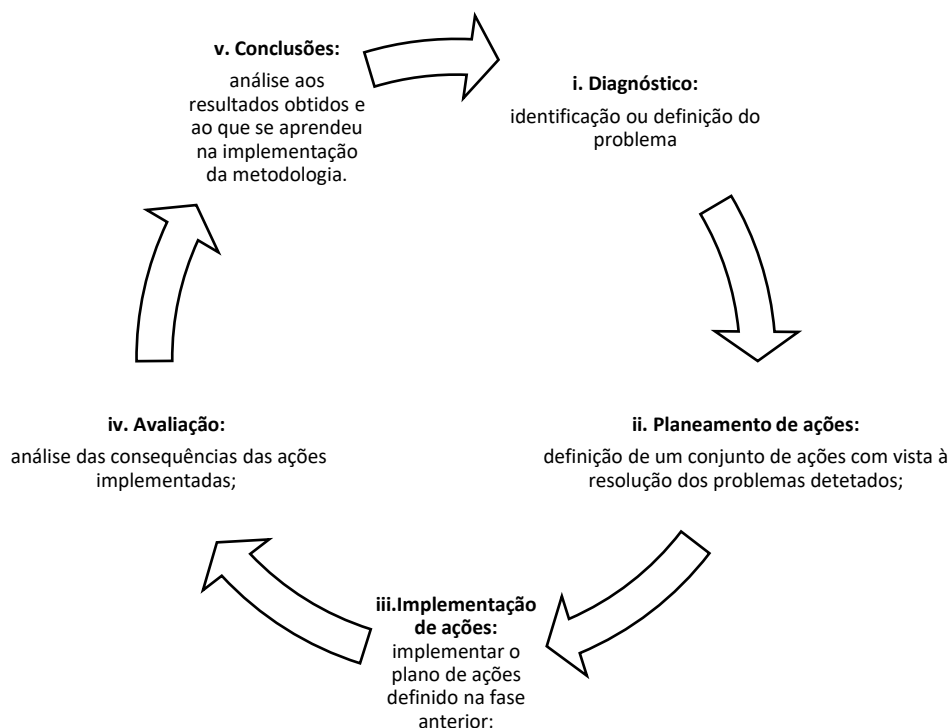 v. Conclusões:
análise aos
resultados obtidos e
ao que se aprendeu
na implementação
da metodologia.
i. Diagnóstico:
identificação ou definição do
problema
ii. Planeamento de ações:
definição de um conjunto de ações com vista à
resolução dos problemas detetados;
iii.Implementação
de ações:
implementar o
plano de ações
definido na fase
anterior;
iv. Avaliação:
análise das consequências das ações
implementadas;